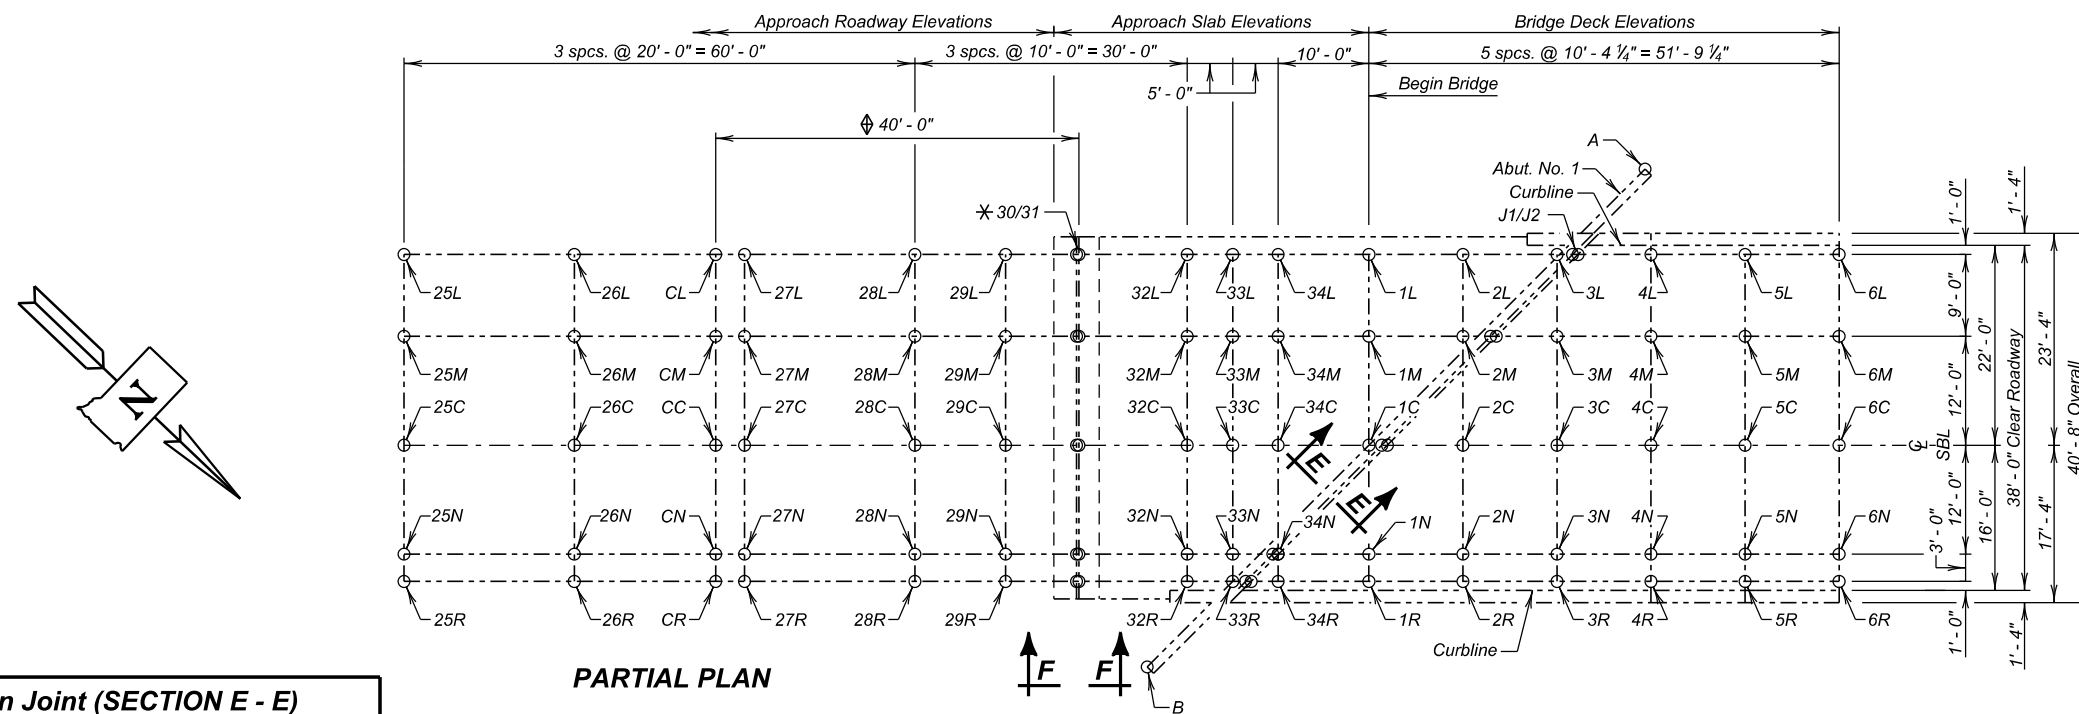 Approach Roadway Elevations
Approach Slab Elevations
Bridge Deck Elevations
3 spcs. @ 20' - 0" = 60' - 0"
3 spcs. @ 10' - 0" = 30' - 0"
10' - 0"
5 spcs. @ 10' - 4 1/4" = 51' - 9 1/4"
5' - 0"
Begin Bridge
40' - 0"
A
Abut. No. 1
Curbline
J1/J2
30/31
1' - 0"
1' - 4"
25L 26L CL 27L 28L 29L 32L 33L 34L 1L 2L 3L 4L 5L 6L
9' - 0"
22' - 0"
38' - 0" Clear Roadway
23' - 4"
40' - 8" Overall
25M 26M CM 27M 28M 29M 32M 33M 34M 1M 2M 3M 4M 5M 6M
12' - 0"
25C 26C CC 27C 28C 29C 32C 33C 34C 1C 2C 3C 4C 5C 6C
CL
SBL
N
E
E
25N 26N CN 27N 28N 29N 32N 33N 34N 1N 2N 3N 4N 5N 6N
3' - 0"
12' - 0"
16' - 0"
17' - 4"
25R 26R CR 27R 28R 29R 32R 33R 34R 1R 2R 3R 4R 5R 6R
1' - 0"
1' - 4"
Curbline
PARTIAL PLAN
F
F
B
n Joint (SECTION E - E)